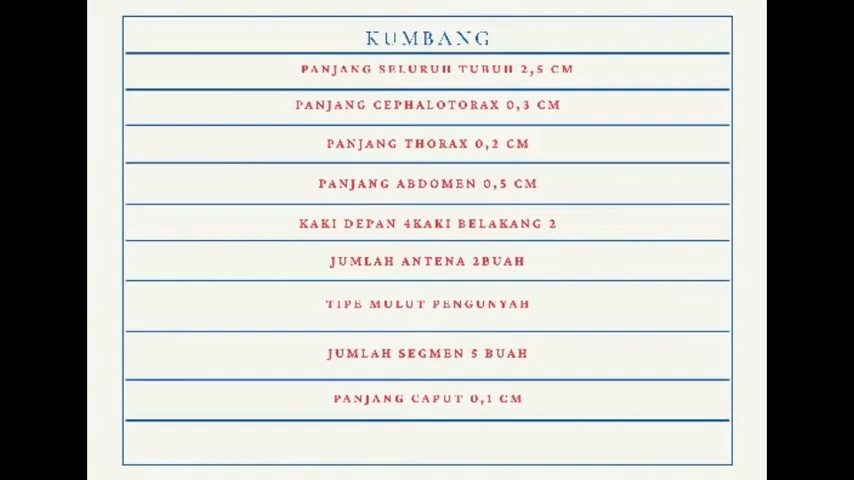 KUMBANG
PANJANG SELURUH TUBUH 2,5 CM
PANJANG CEPHALOTORAX 0,3 CM
PANJANG THORAX 0,2 CM
PANJANG ABDOMEN 0,5 CM
KAKI DEPAN 4KAKI BELAKANG 2
JUMLAH ANTENA 2BUAH
TIPE MULUT PENGUNYAH
JUMLAH SEGMEN 5 BUAH
PANJANG CAPUT 0,1 CM